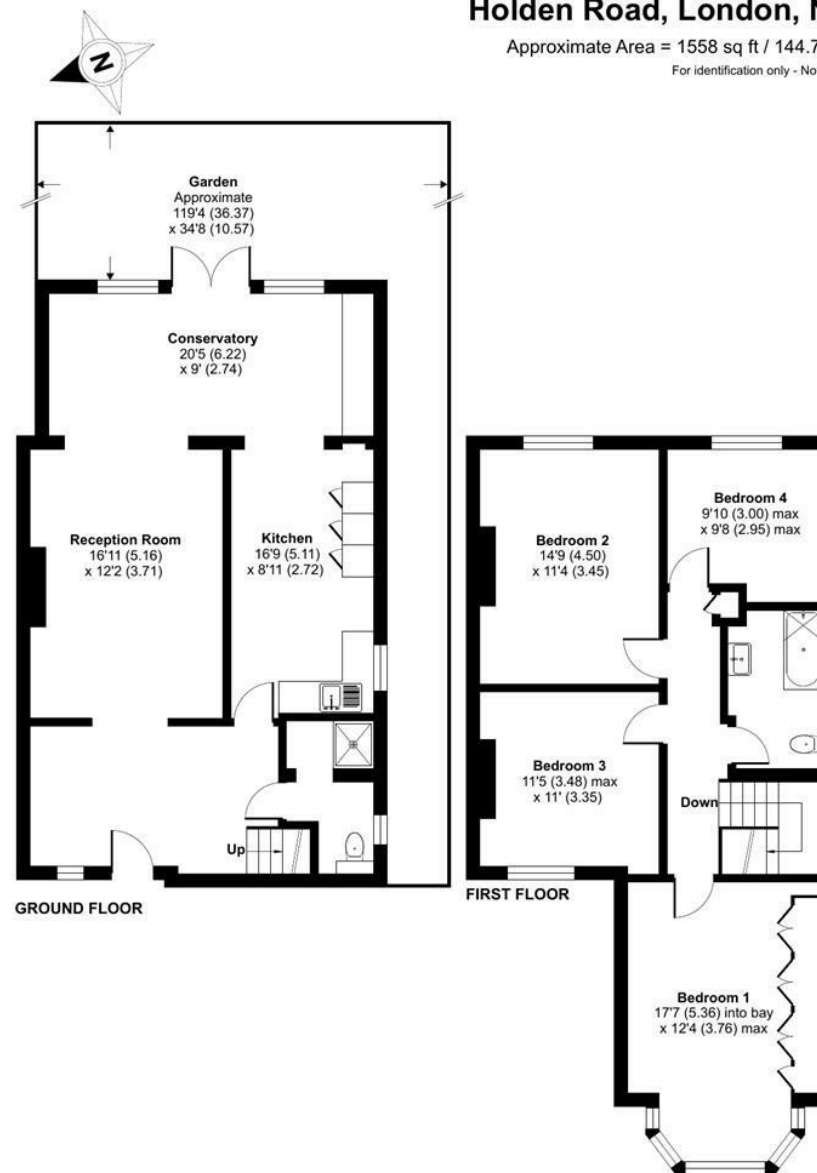 Holden Road, London, N
Approximate Area = 1558 sq ft / 144.7
For identification only - No
N
Garden
Approximate
119'4 (36.37)
x 34'8 (10.57)
Conservatory
20'5 (6.22)
x 9' (2.74)
Reception Room
16'11 (5.16)
x 12'2 (3.71)
Kitchen
16'9 (5.11)
x 8'11 (2.72)
Up
GROUND FLOOR
Bedroom 2
14'9 (4.50)
x 11'4 (3.45)
Bedroom 4
9'10 (3.00) max
x 9'8 (2.95) max
Bedroom 3
11'5 (3.48) max
x 11' (3.35)
Down
FIRST FLOOR
Bedroom 1
17'7 (5.36) into bay
x 12'4 (3.76) max